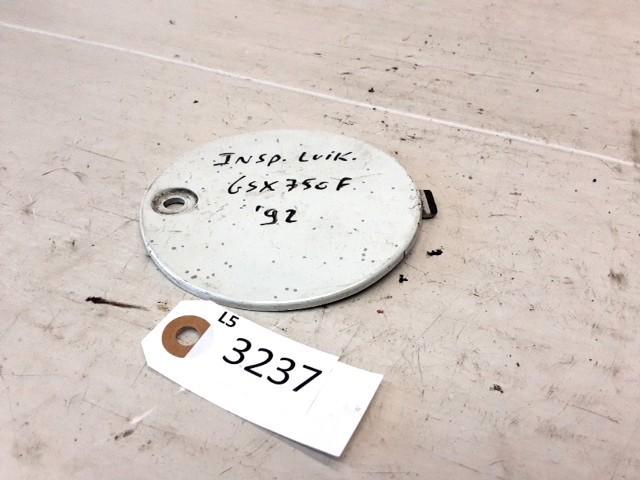 INSP. LUIK.
GSX750F
'92
L5
3237